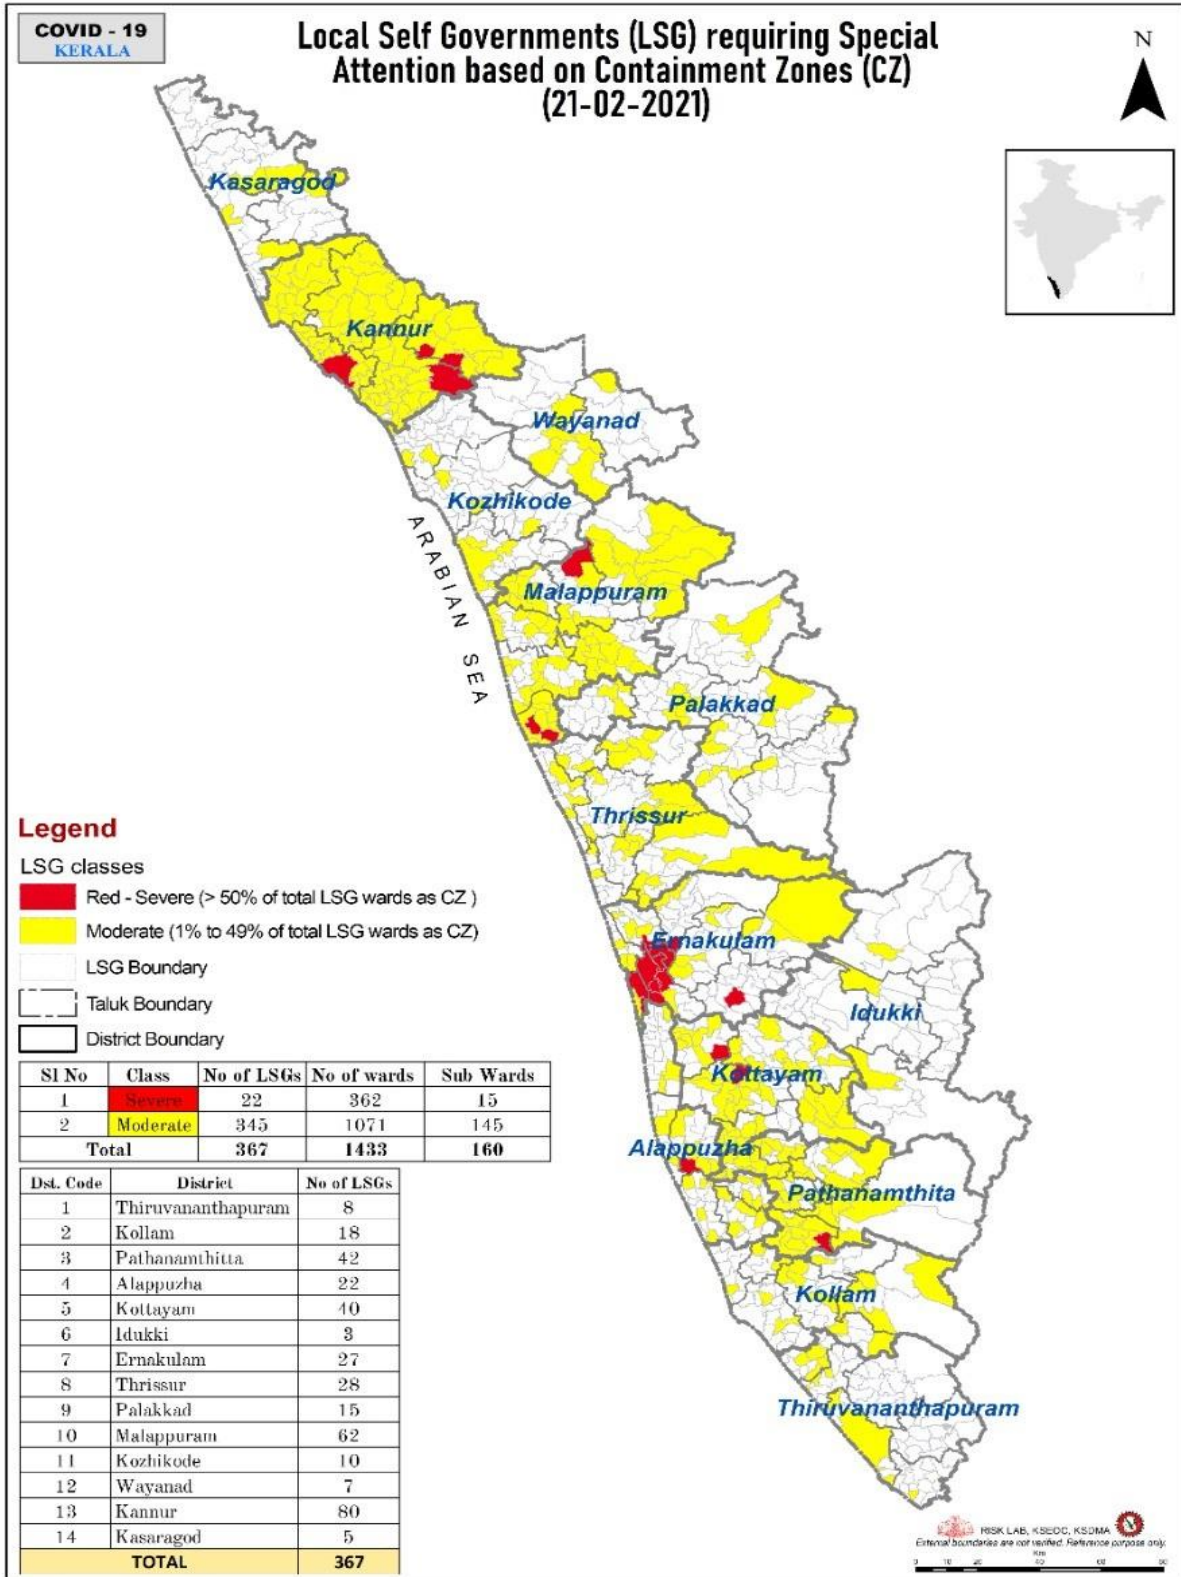 COVID - 19
KERALA
Local Self Governments (LSG) requiring Special
Attention based on Containment Zones (CZ)
(21-02-2021)
N
Kasaragod
Kannur
Wayanad
Kozhikode
ARABIAN SEA
Malappuram
Palakkad
Thrissur
Ernakulam
Idukki
Kottayam
Alappuzha
Pathanamthita
Kollam
Thiruvananthapuram
Legend
LSG classes
Red - Severe (> 50% of total LSG wards as CZ )
Moderate (1% to 49% of total LSG wards as CZ)
LSG Boundary
Taluk Boundary
District Boundary
Sl No Class No of LSGs No of wards Sub Wards
1 Severe 22 362 15
2 Moderate 345 1071 145
Total 367 1433 160
Dst. Code District No of LSGs
1 Thiruvananthapuram 8
2 Kollam 18
3 Pathanamthitta 42
4 Alappuzha 22
5 Kottayam 40
6 Idukki 3
7 Ernakulam 27
8 Thrissur 28
9 Palakkad 15
10 Malappuram 62
11 Kozhikode 10
12 Wayanad 7
13 Kannur 80
14 Kasaragod 5
TOTAL 367
RISK LAB, KSEOC, KSDMA
External boundaries are not verified. Reference purpose only.
Km
0 10 20 40 60 80